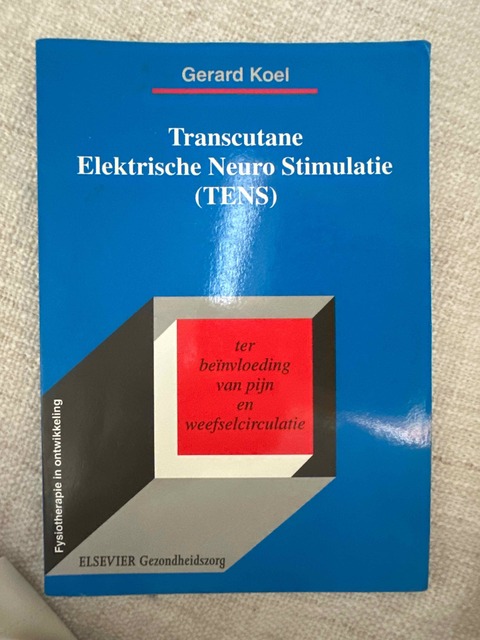 Gerard Koel
Transcutane
Elektrische Neuro Stimulatie
(TENS)
ter
beïnvloeding
van pijn
en
weefselcirculatie
Fysiotherapie in ontwikkeling
ELSEVIER Gezondheidszorg